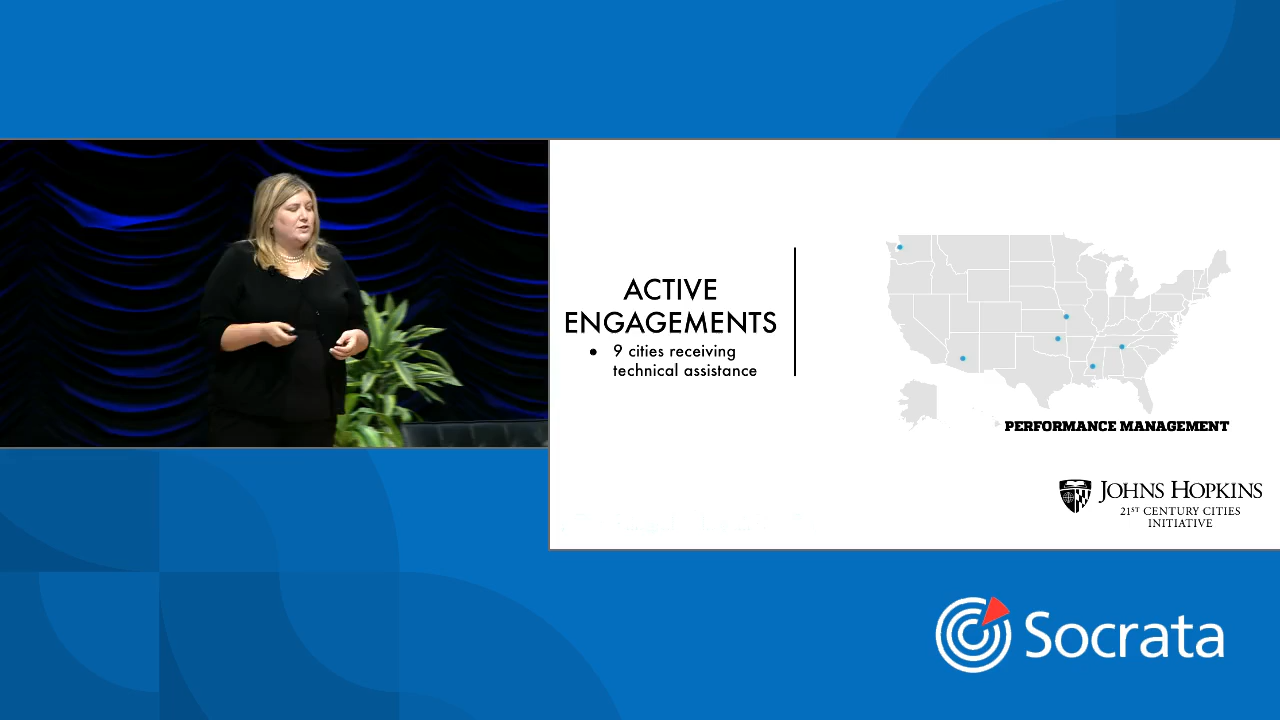 ACTIVE
ENGAGEMENTS
• 9 cities receiving
technical assistance
PERFORMANCE MANAGEMENT
JOHNS HOPKINS
21ST CENTURY CITIES
INITIATIVE
Socrata